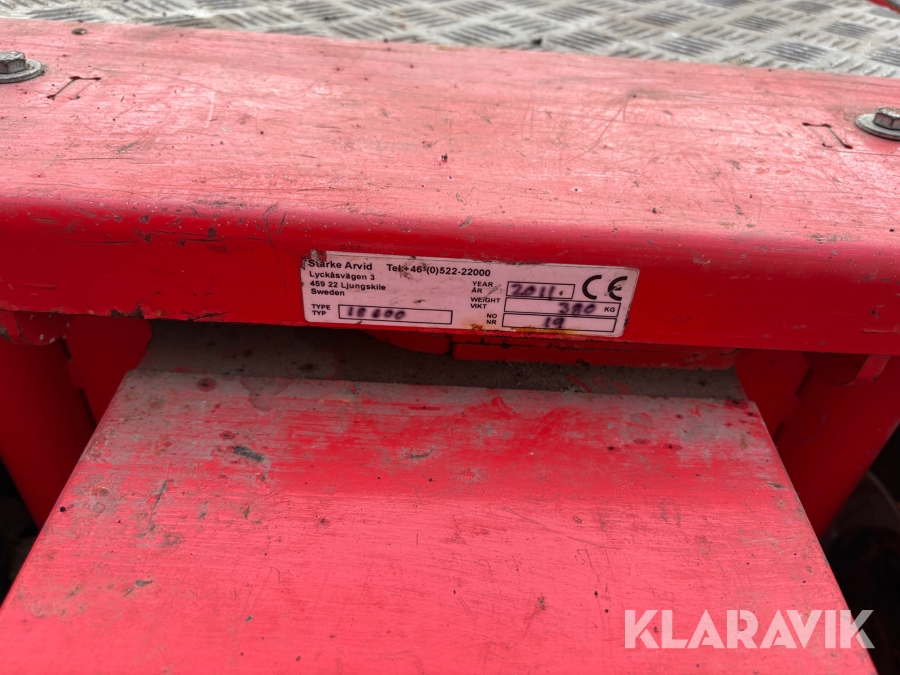 Starke Arvid Tel:+46-(0)522-22000
Lyckåsvägen 3
459 22 Ljungskile
Sweden
YEAR
ÅR 2011.
WEIGHT
VIKT 380 KG
TYPE
TYP 18600
NO
NR 19
CE
KLARAVIK